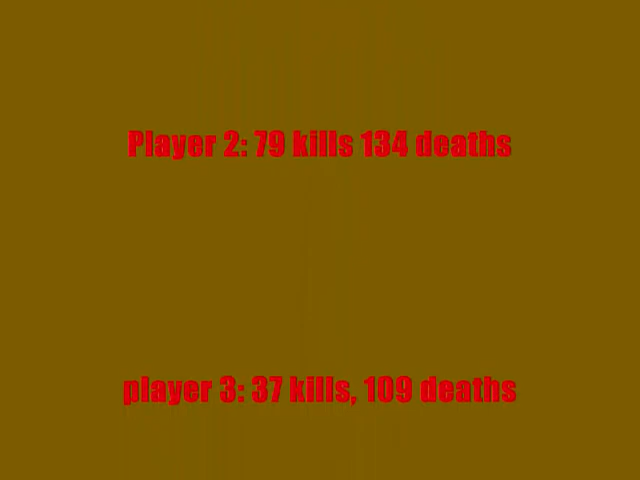 Player 2: 79 kills 134 deaths
player 3: 37 kills, 109 deaths